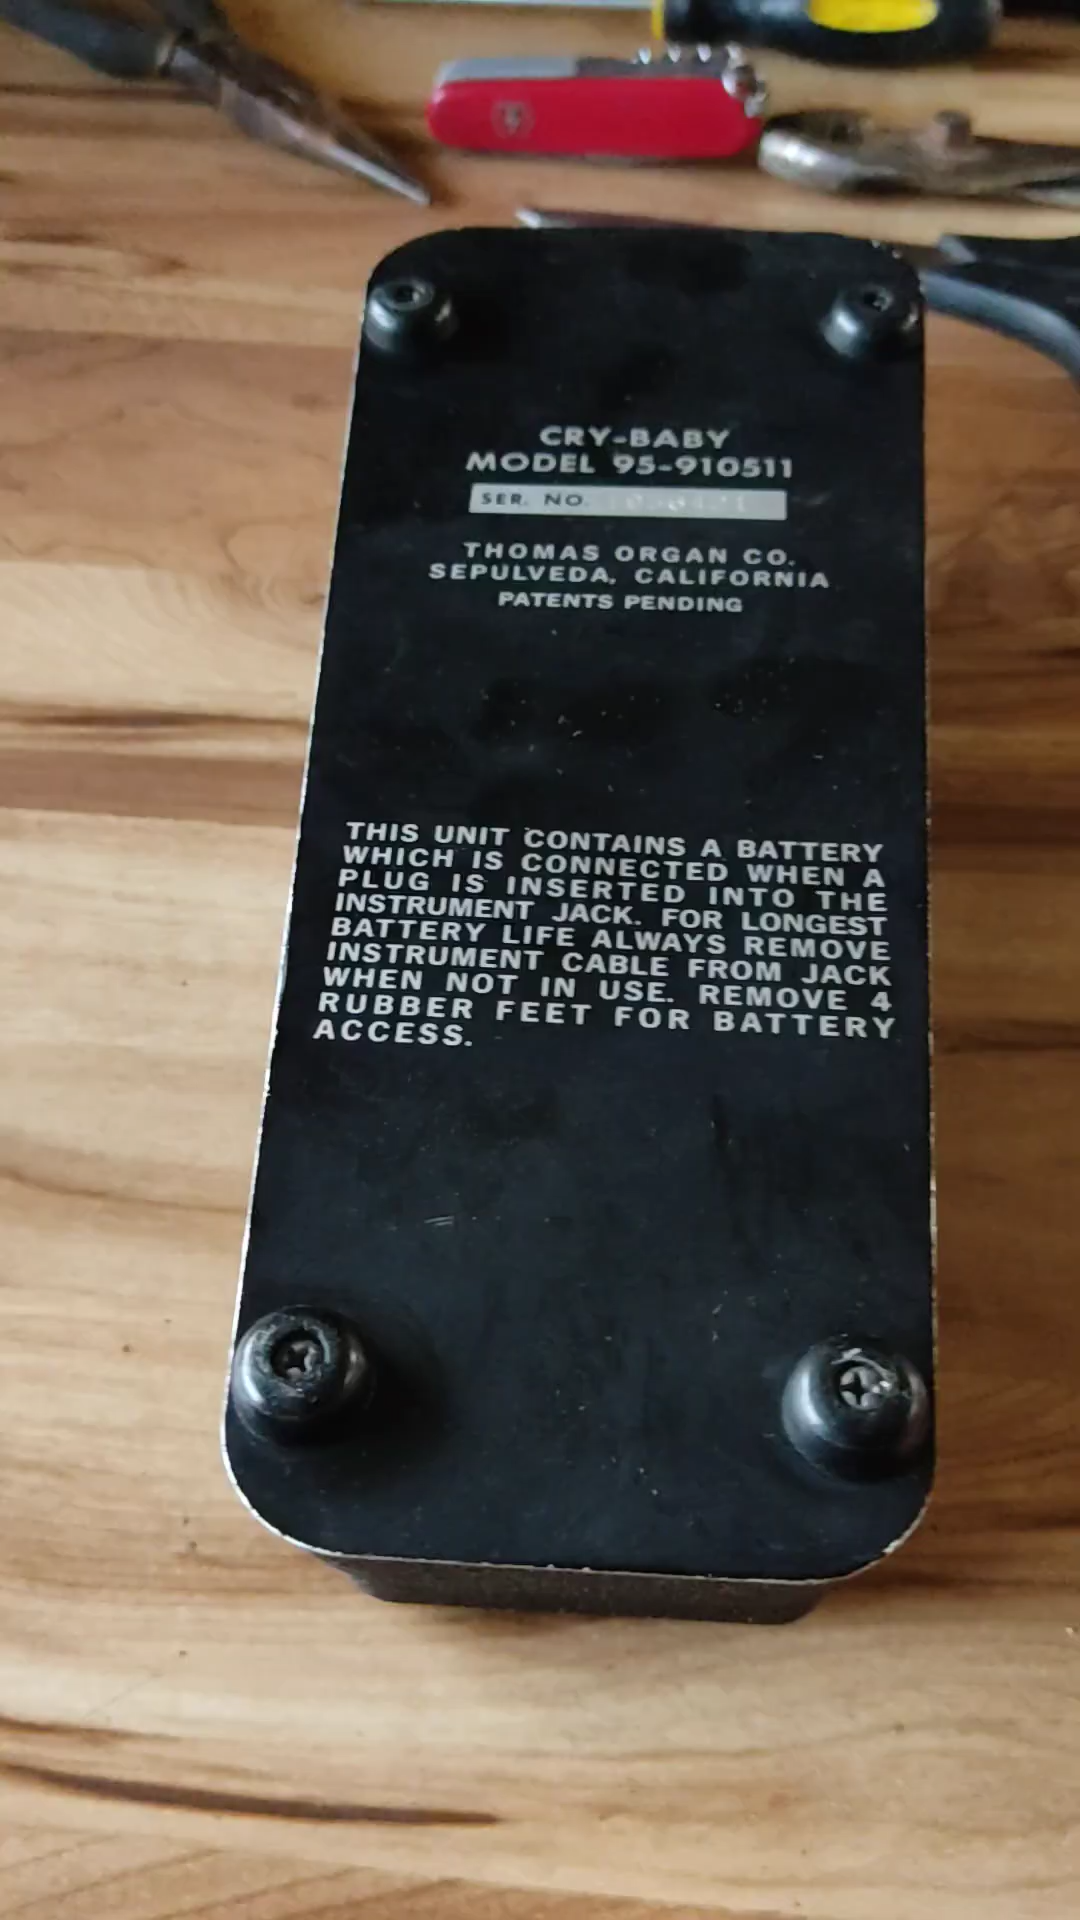 CRY-BABY
MODEL 95-910511
SER. NO.
THOMAS ORGAN CO.
SEPULVEDA, CALIFORNIA
PATENTS PENDING
THIS UNIT CONTAINS A BATTERY
WHICH IS CONNECTED WHEN A
PLUG IS INSERTED INTO THE
INSTRUMENT JACK. FOR LONGEST
BATTERY LIFE ALWAYS REMOVE
INSTRUMENT CABLE FROM JACK
WHEN NOT IN USE. REMOVE 4
RUBBER FEET FOR BATTERY
ACCESS.